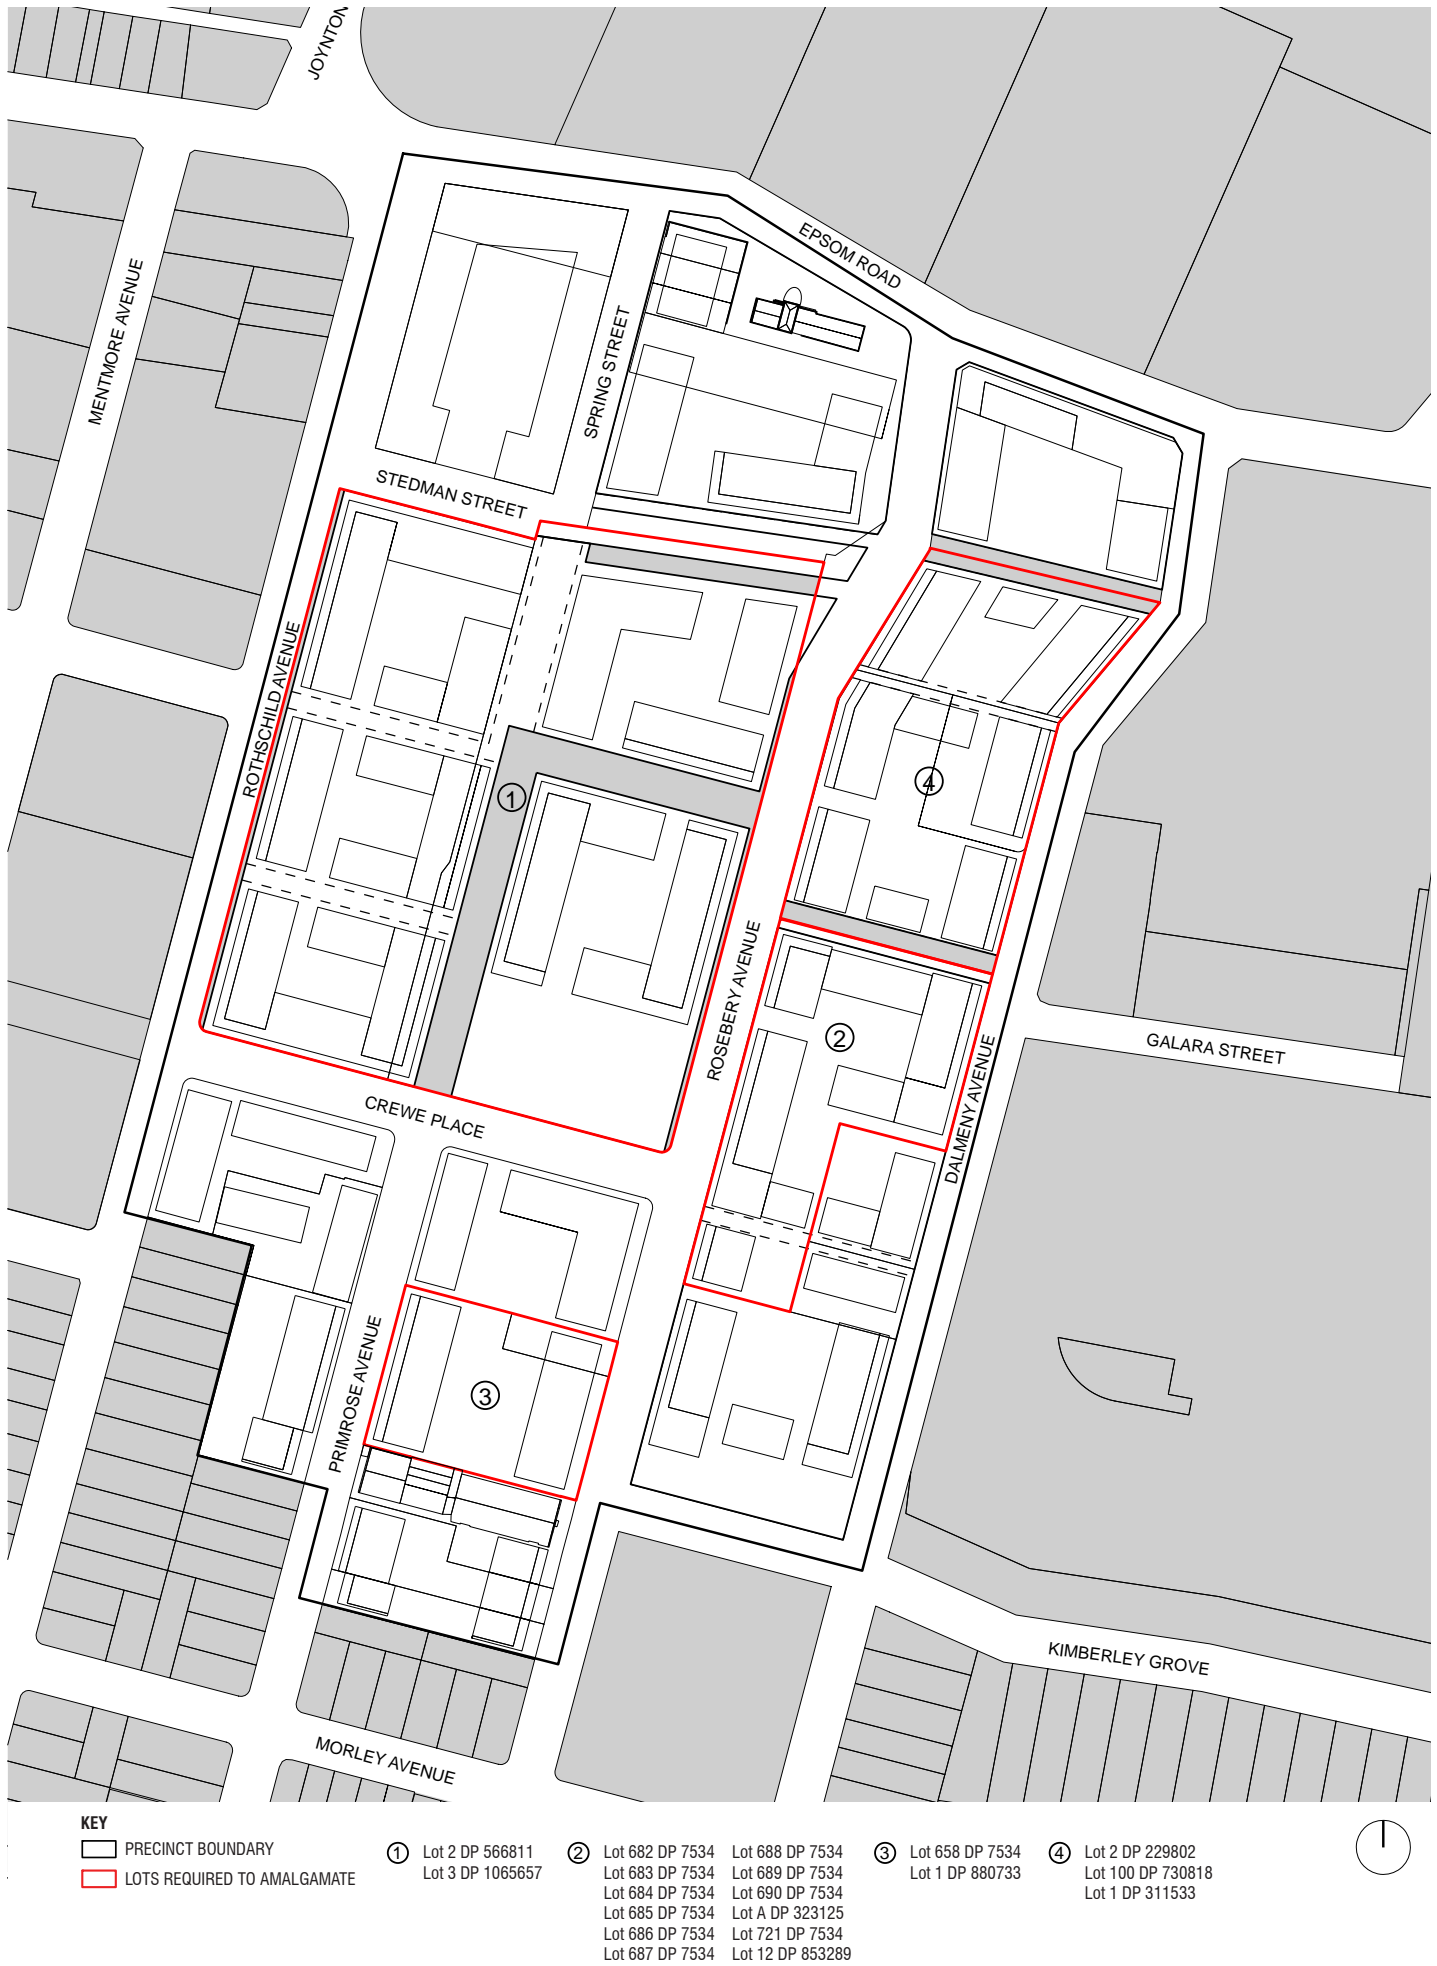 JOYNTON
EPSOM ROAD
MENTMORE AVENUE
SPRING STREET
STEDMAN STREET
ROTHSCHILD AVENUE
1
4
ROSEBERY AVENUE
2
GALARA STREET
DALMENY AVENUE
CREWE PLACE
PRIMROSE AVENUE
3
KIMBERLEY GROVE
MORLEY AVENUE
KEY
PRECINCT BOUNDARY
LOTS REQUIRED TO AMALGAMATE
1 Lot 2 DP 566811
Lot 3 DP 1065657
2 Lot 682 DP 7534 Lot 688 DP 7534
Lot 683 DP 7534 Lot 689 DP 7534
Lot 684 DP 7534 Lot 690 DP 7534
Lot 685 DP 7534 Lot A DP 323125
Lot 686 DP 7534 Lot 721 DP 7534
Lot 687 DP 7534 Lot 12 DP 853289
3 Lot 658 DP 7534
Lot 1 DP 880733
4 Lot 2 DP 229802
Lot 100 DP 730818
Lot 1 DP 311533